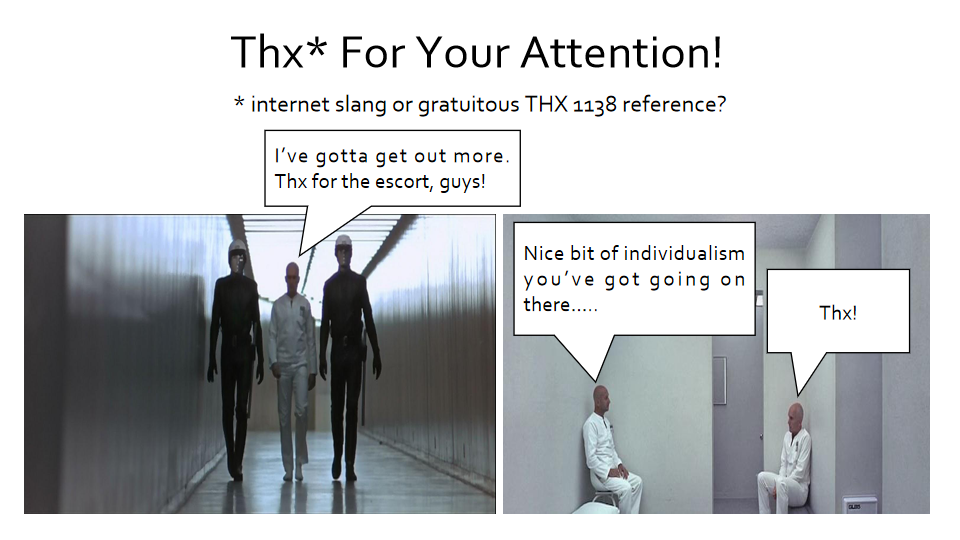 Thx* For Your Attention!
* internet slang or gratuitous THX 1138 reference?
I’ve gotta get out more.
Thx for the escort, guys!
Nice bit of individualism
you’ve got going on
there…..
Thx!